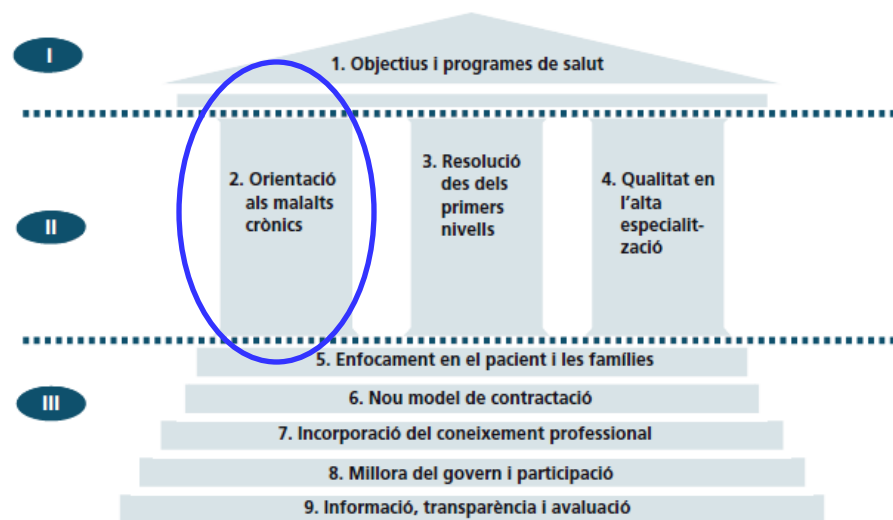 I
1. Objectius i programes de salut
II
2. Orientació
als malalts
crònics
3. Resolució
des dels
primers
nivells
4. Qualitat en
l'alta
especialit-
zació
III
5. Enfocament en el pacient i les famílies
6. Nou model de contractació
7. Incorporació del coneixement professional
8. Millora del govern i participació
9. Informació, transparència i avaluació